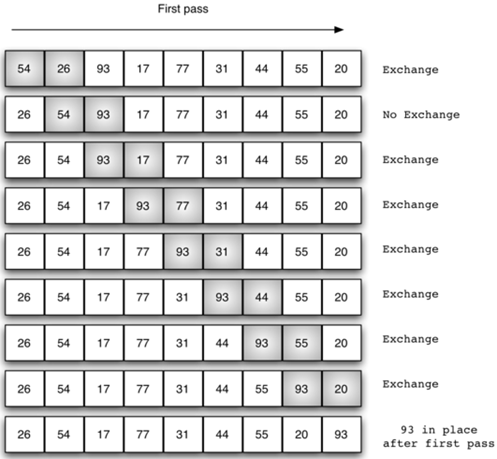 First pass
54 26 93 17 77 31 44 55 20 Exchange
26 54 93 17 77 31 44 55 20 No Exchange
26 54 93 17 77 31 44 55 20 Exchange
26 54 17 93 77 31 44 55 20 Exchange
26 54 17 77 93 31 44 55 20 Exchange
26 54 17 77 31 93 44 55 20 Exchange
26 54 17 77 31 44 93 55 20 Exchange
26 54 17 77 31 44 55 93 20 Exchange
26 54 17 77 31 44 55 20 93 93 in place
after first pass